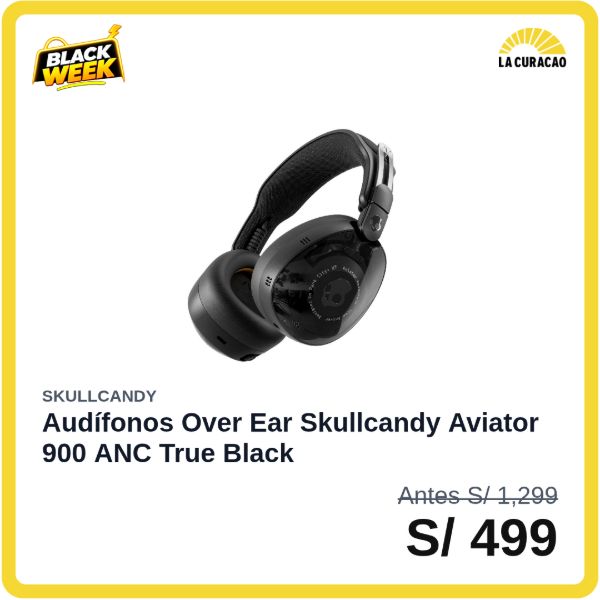 BLACK
WEEK
LA CURACAO
SKULLCANDY
Audífonos Over Ear Skullcandy Aviator
900 ANC True Black
Antes S/ 1,299
S/ 499